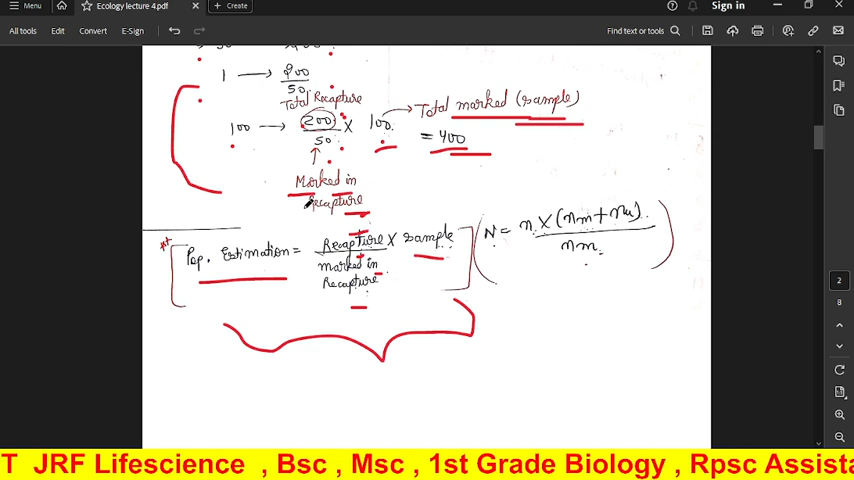 Menu
Ecology lecture 4.pdf
Create
Sign in
All tools
Edit
Convert
E-Sign
Find text or tools
1 → 200
50
Total Recapture
100 → 200 × 100 → Total marked (sample)
50
= 400
Marked in
Recapture
Pop. Estimation = Recapture × sample
marked in
Recapture
N = n × (nm + nu)
nm
2
8
T JRF Lifescience , Bsc , Msc , 1st Grade Biology , Rpsc Assista